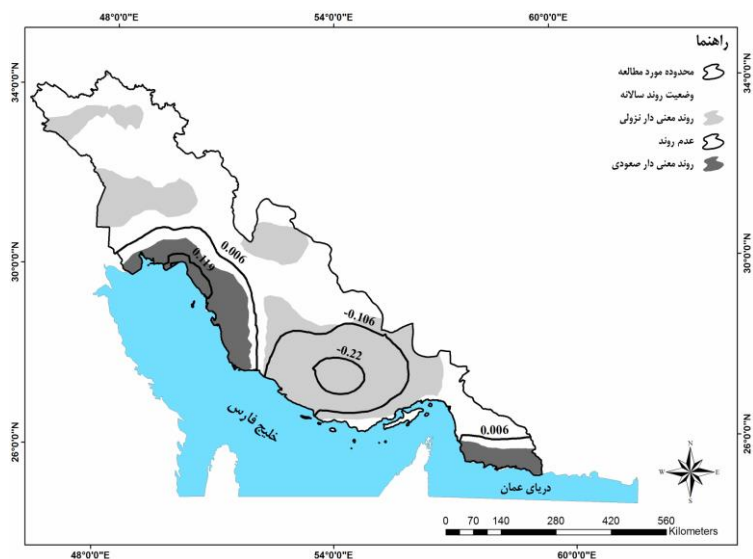 48°0'0"E 54°0'0"E 60°0'0"E
راهنما
محدوده مورد مطالعه
وضعیت روند سالانه
روند معنی دار نزولی
عدم روند
روند معنی دار صعودی
34°0'0"N 34°0'0"N
30°0'0"N 30°0'0"N
26°0'0"N 26°0'0"N
0.006
0.119
-0.106
-0.22
0.006
خلیج فارس
دریای عمان
N
W E
S
0 70 140 280 420 560
Kilometers
48°0'0"E 54°0'0"E 60°0'0"E